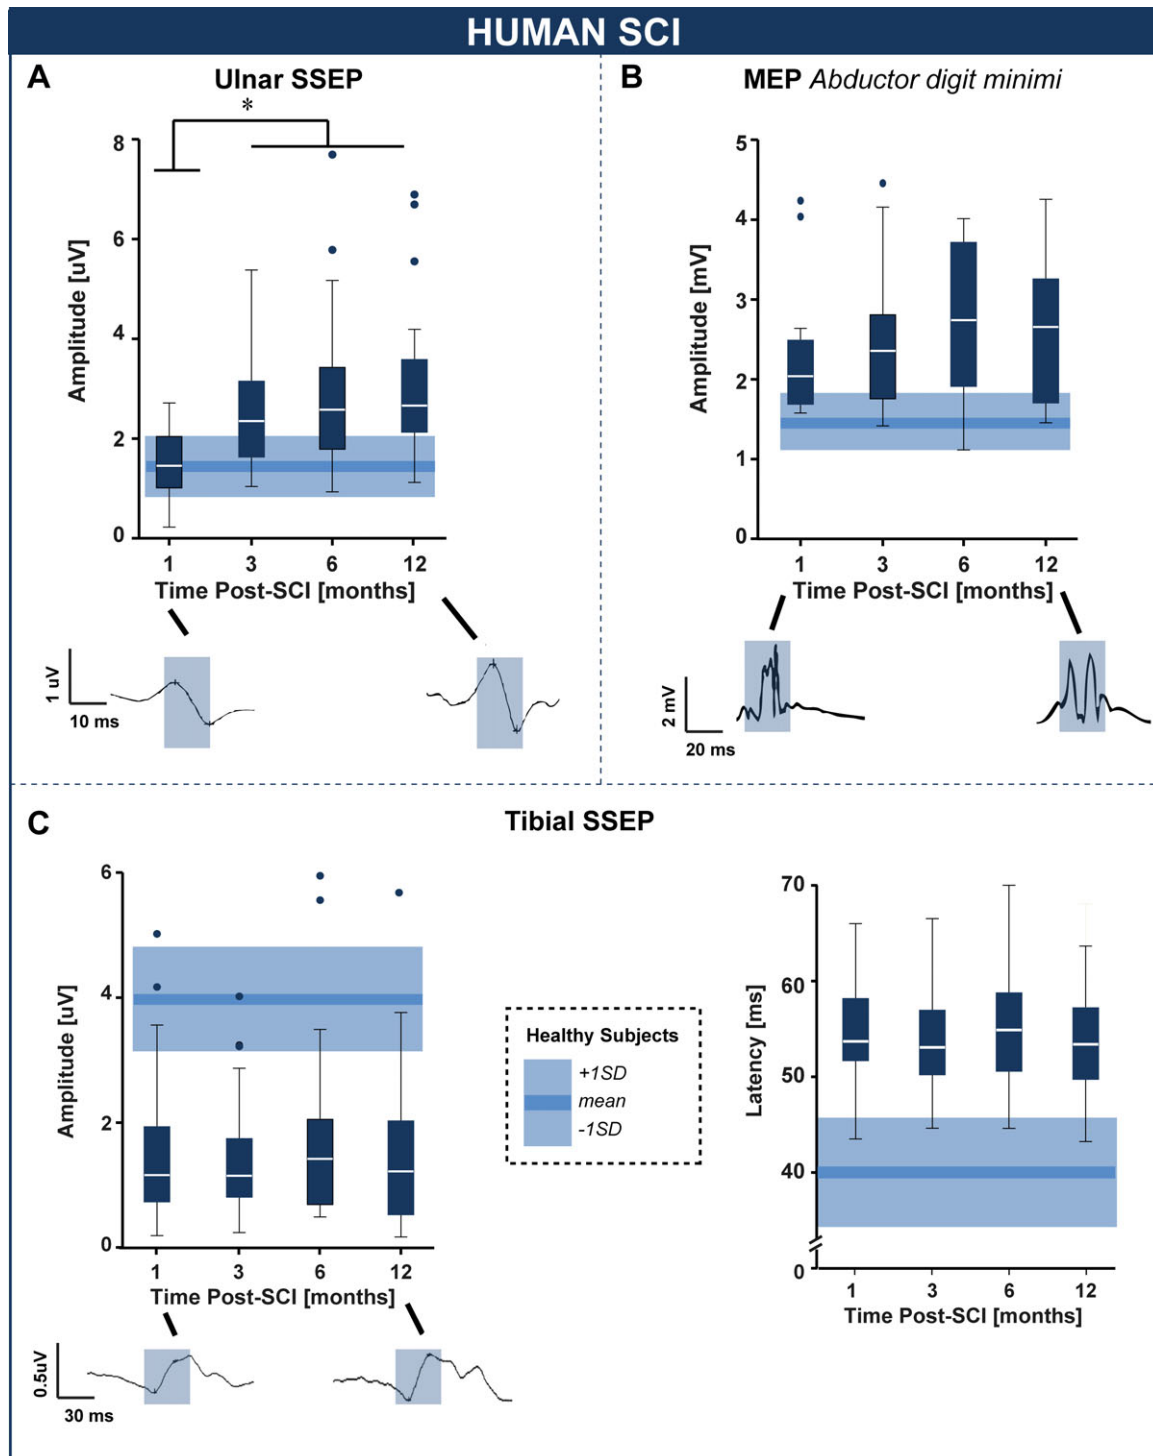 HUMAN SCI
A
Ulnar SSEP
*
8
6
4
2
0
Amplitude [uV]
1 3 6 12
Time Post-SCI [months]
1 uV
10 ms
B
MEP Abductor digit minimi
5
4
3
2
1
0
Amplitude [mV]
1 3 6 12
Time Post-SCI [months]
2 mV
20 ms
C
Tibial SSEP
6
4
2
0
Amplitude [uV]
1 3 6 12
Time Post-SCI [months]
0.5uV
30 ms
Healthy Subjects
+1SD
mean
-1SD
70
60
50
40
0
Latency [ms]
1 3 6 12
Time Post-SCI [months]